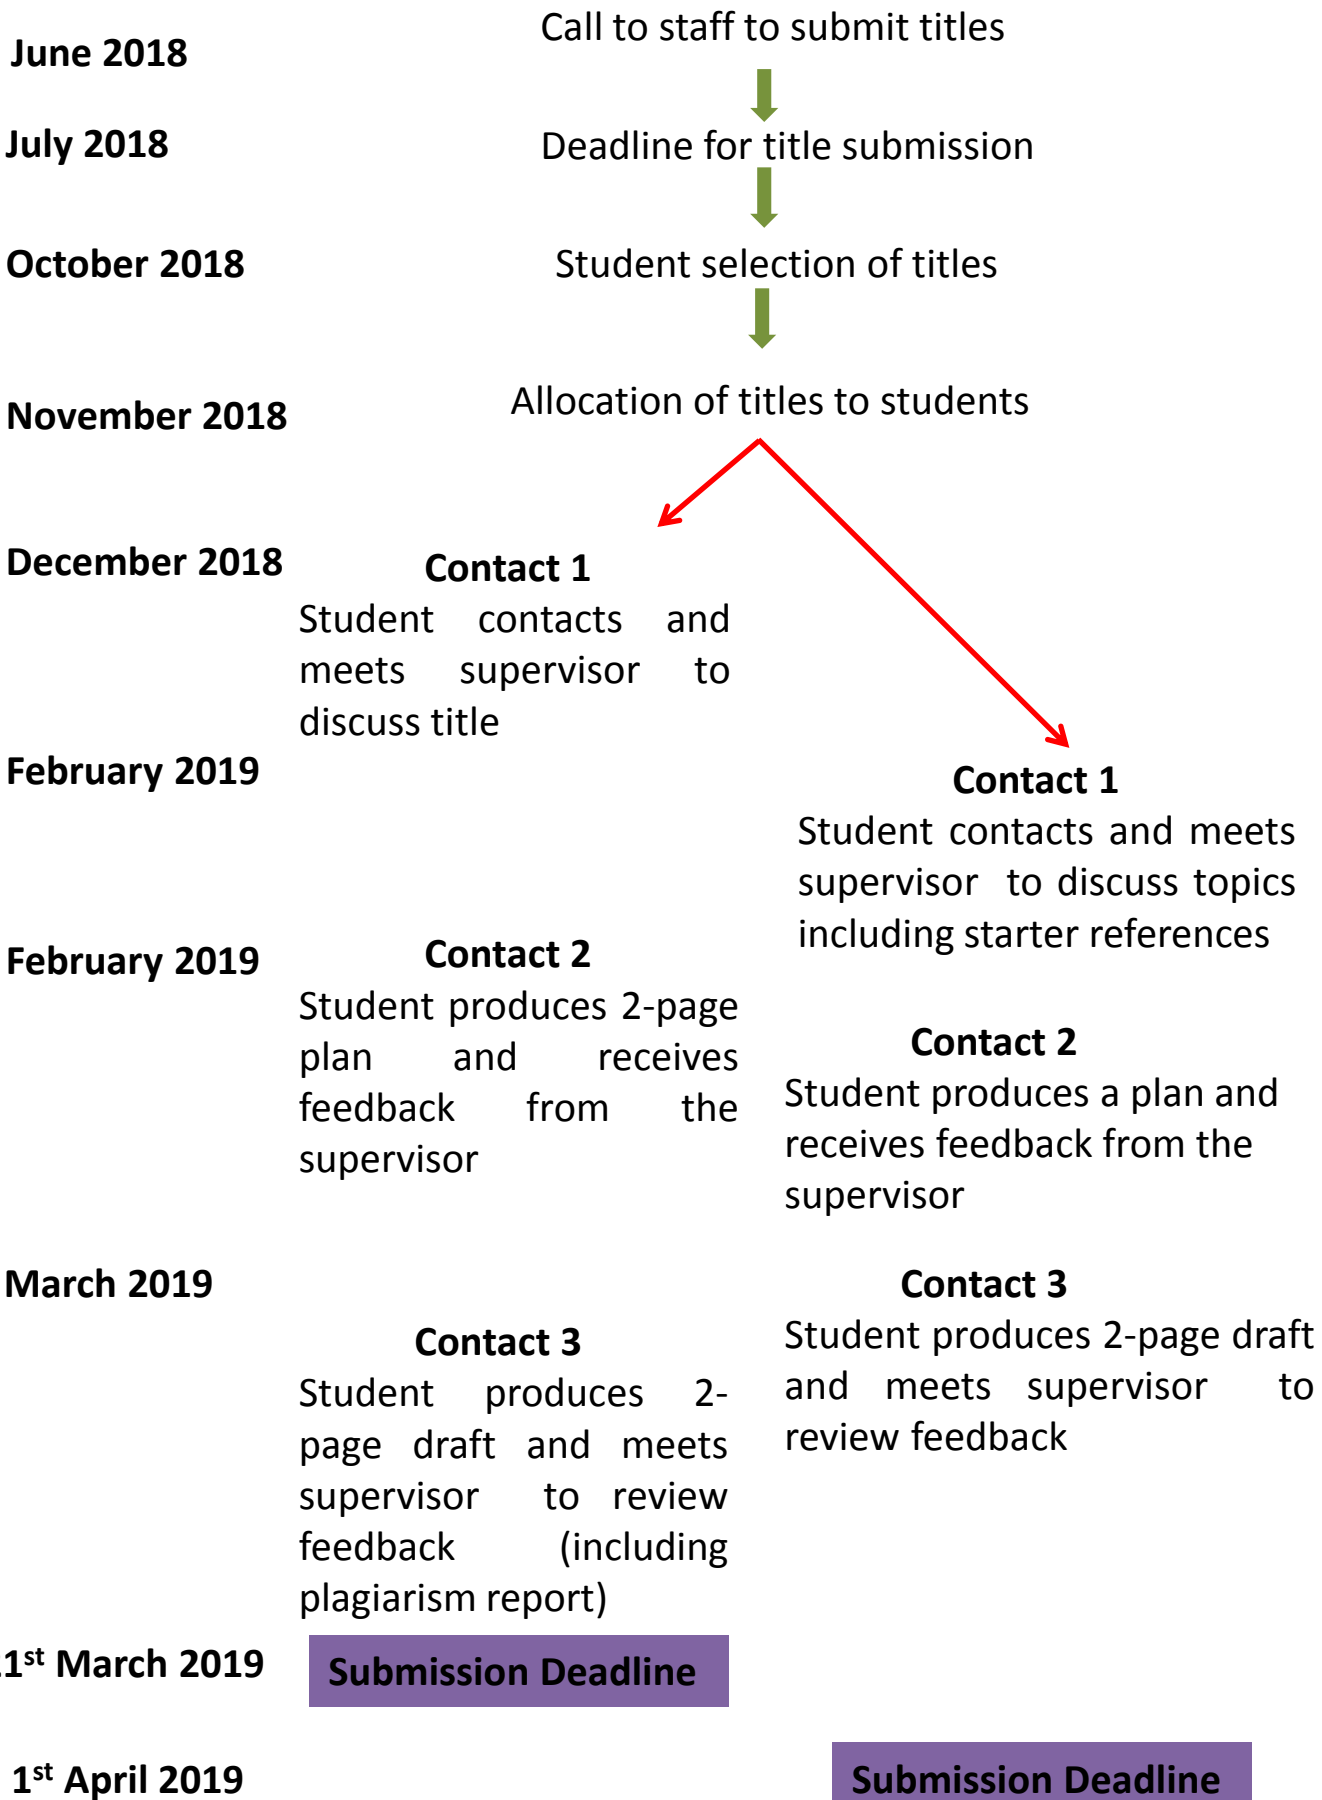 June 2018
Call to staff to submit titles
July 2018
Deadline for title submission
October 2018
Student selection of titles
November 2018
Allocation of titles to students
December 2018
Contact 1
Student contacts and
meets supervisor to
discuss title
February 2019
Contact 1
Student contacts and meets
supervisor to discuss topics
including starter references
February 2019
Contact 2
Student produces 2-page
plan and receives
feedback from the
supervisor
Contact 2
Student produces a plan and
receives feedback from the
supervisor
March 2019
Contact 3
Student produces 2-page draft
and meets supervisor to
review feedback
Contact 3
Student produces 2-
page draft and meets
supervisor to review
feedback (including
plagiarism report)
March 2019
Submission Deadline
1st April 2019
Submission Deadline